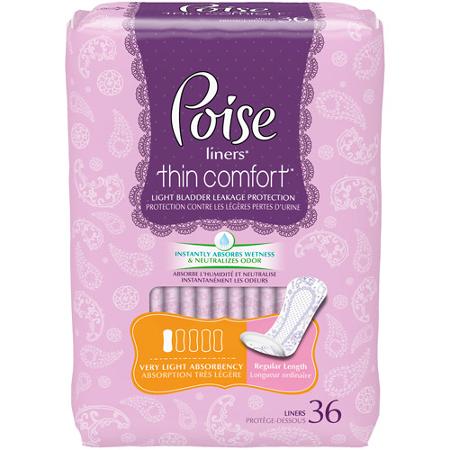 36
Poise
liners*
thin comfort™
LIGHT BLADDER LEAKAGE PROTECTION
PROTECTION CONTRE LES LÉGÈRES PERTES D'URINE
INSTANTLY ABSORBS WETNESS
& NEUTRALIZES ODOR
ABSORBE L'HUMIDITÉ ET NEUTRALISE
INSTANTANÉMENT LES ODEURS
VERY LIGHT ABSORBENCY
ABSORPTION TRÈS LÉGÈRE
Regular Length
Longueur ordinaire
LINERS
PROTÈGE-DESSOUS
36